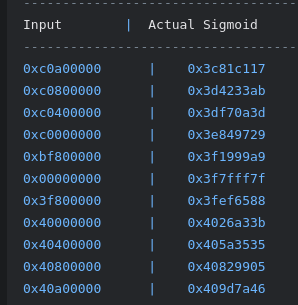 ------------------------------------
Input | Actual Sigmoid
------------------------------------
0xc0a00000 | 0x3c81c117
0xc0800000 | 0x3d4233ab
0xc0400000 | 0x3df70a3d
0xc0000000 | 0x3e849729
0xbf800000 | 0x3f1999a9
0x00000000 | 0x3f7fff7f
0x3f800000 | 0x3fef6588
0x40000000 | 0x4026a33b
0x40400000 | 0x405a3535
0x40800000 | 0x40829905
0x40a00000 | 0x409d7a46